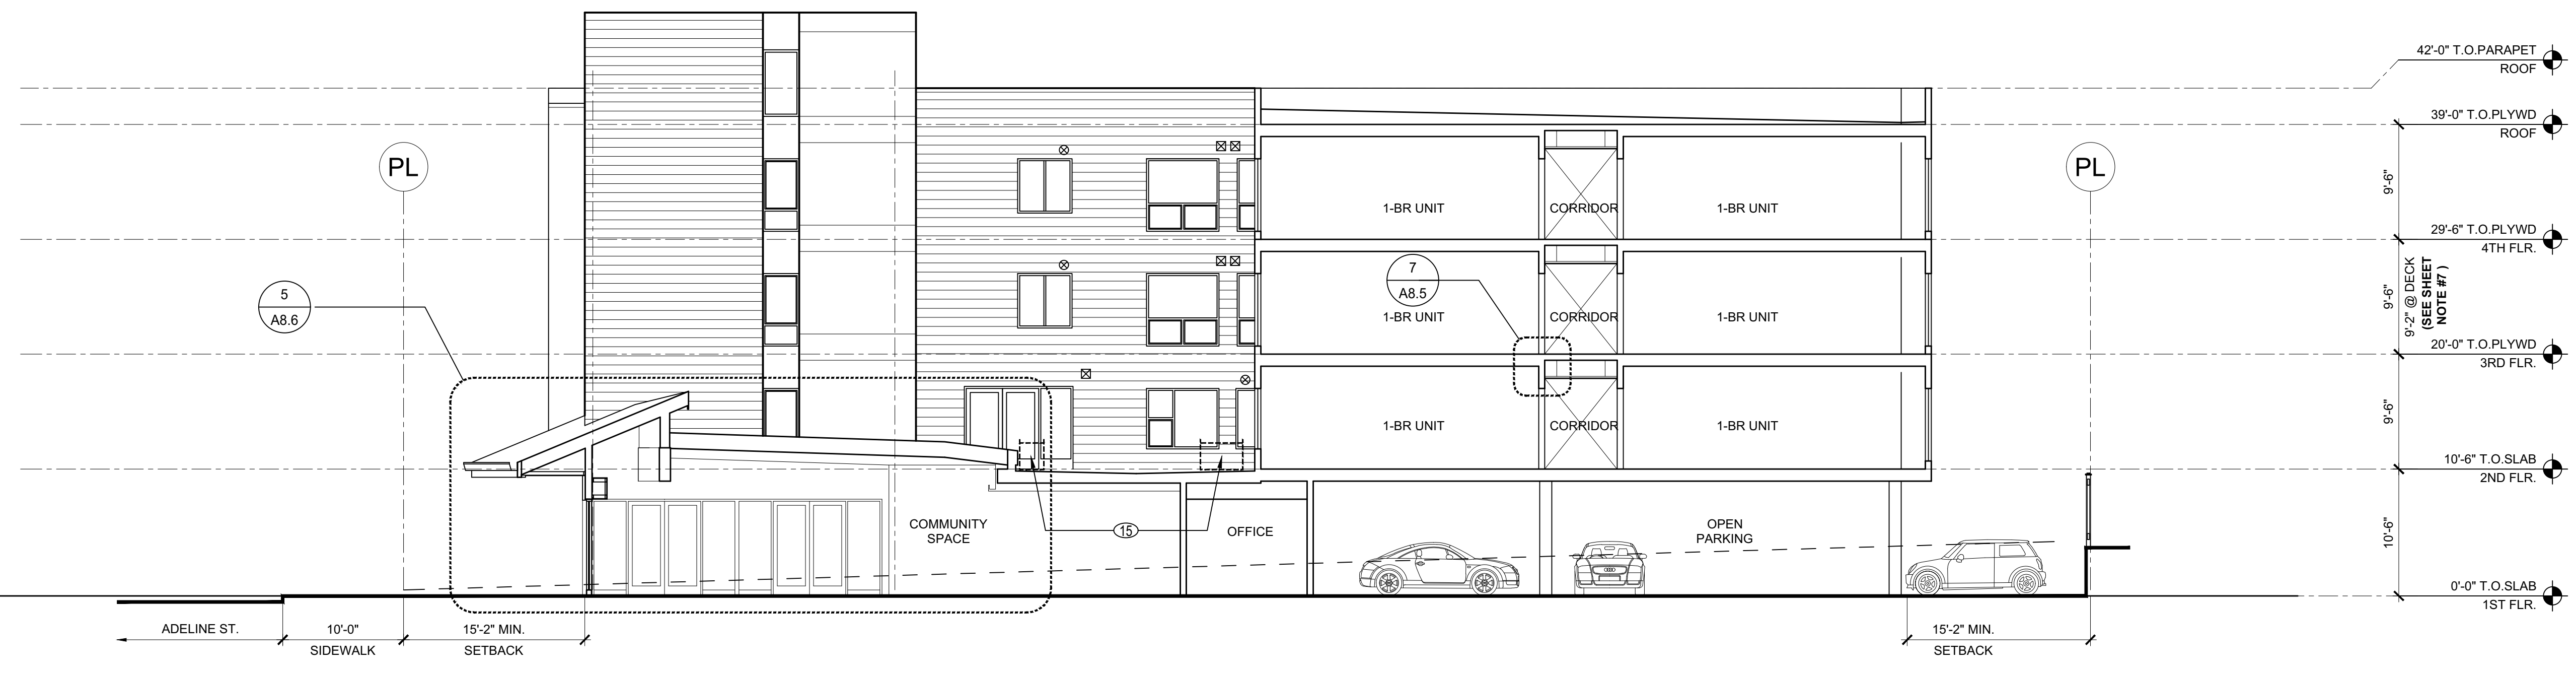 42'-0" T.O.PARAPET
ROOF
39'-0" T.O.PLYWD
ROOF
PL
PL
9'-6"
1-BR UNIT
CORRIDOR
1-BR UNIT
29'-6" T.O.PLYWD
4TH FLR.
5
A8.6
7
A8.5
1-BR UNIT
CORRIDOR
1-BR UNIT
9'-6"
9'-2" @ DECK
(SEE SHEET
NOTE #7 )
20'-0" T.O.PLYWD
3RD FLR.
9'-6"
1-BR UNIT
CORRIDOR
1-BR UNIT
10'-6" T.O.SLAB
2ND FLR.
COMMUNITY
SPACE
15
OFFICE
OPEN
PARKING
10'-6"
0'-0" T.O.SLAB
1ST FLR.
ADELINE ST.
10'-0"
SIDEWALK
15'-2" MIN.
SETBACK
15'-2" MIN.
SETBACK